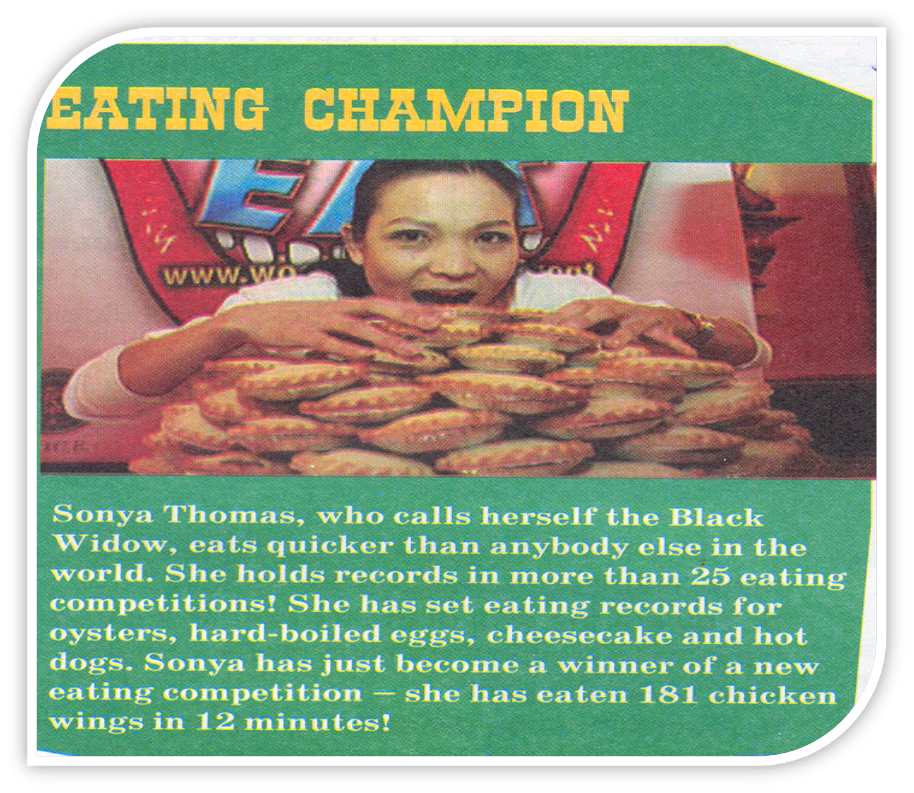 EATING CHAMPION
EA
www.wo
Sonya Thomas, who calls herself the Black
Widow, eats quicker than anybody else in the
world. She holds records in more than 25 eating
competitions! She has set eating records for
oysters, hard-boiled eggs, cheesecake and hot
dogs. Sonya has just become a winner of a new
eating competition – she has eaten 181 chicken
wings in 12 minutes!